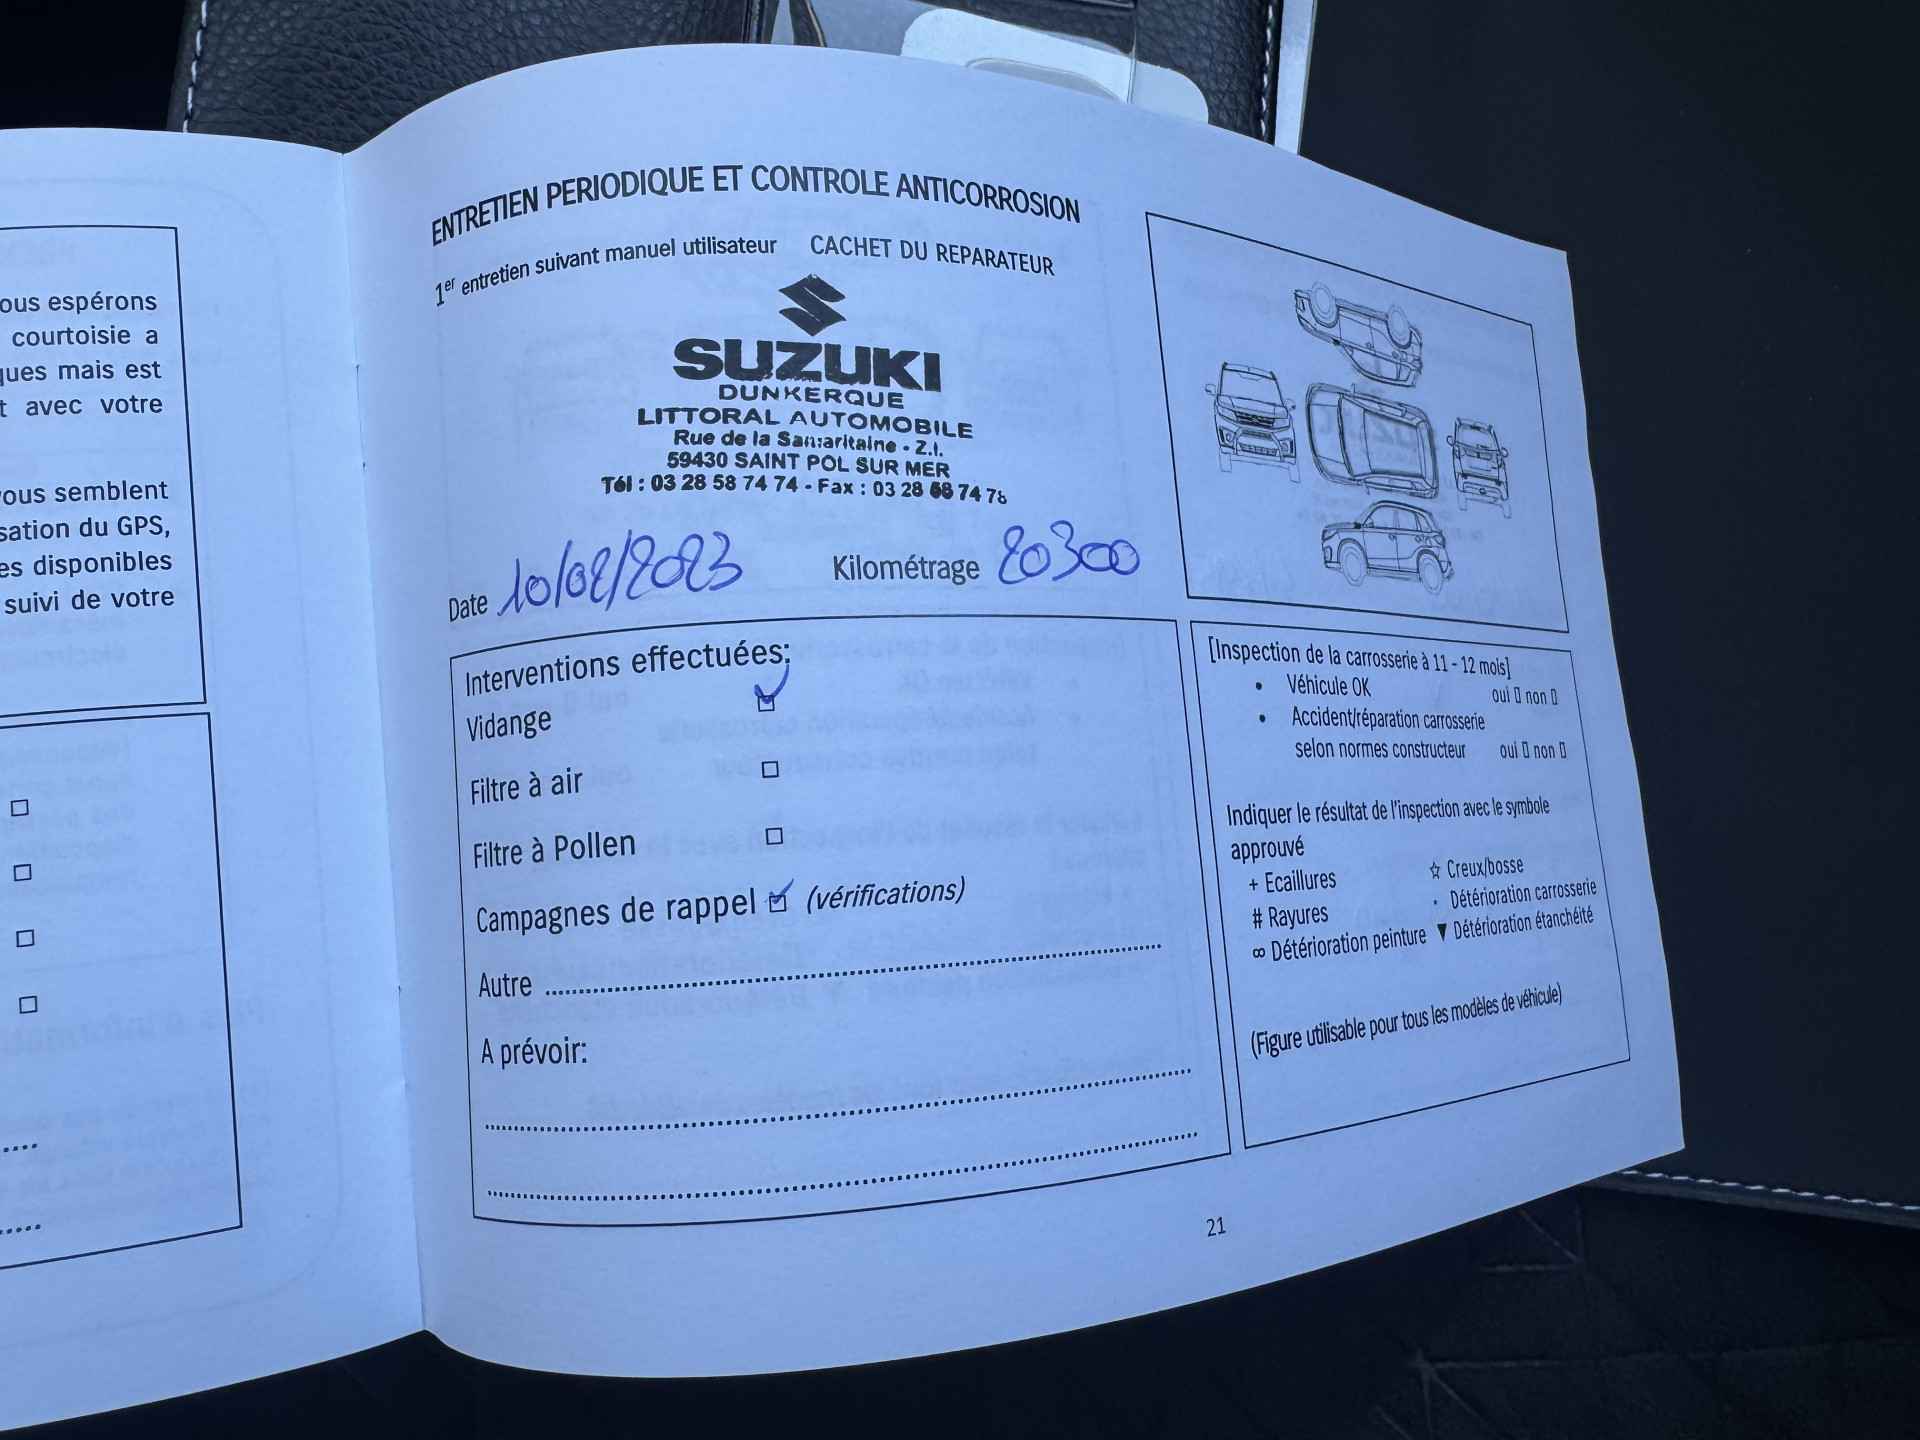 ous espérons
courtoisie a
ques mais est
t avec votre
vous semblent
sation du GPS,
es disponibles
suivi de votre
ENTRETIEN PERIODIQUE ET CONTROLE ANTICORROSION
1er entretien suivant manuel utilisateur CACHET DU REPARATEUR
SUZUKI
DUNKERQUE
LITTORAL AUTOMOBILE
Rue de la Samaritaine - Z.I.
59430 SAINT POL SUR MER
Tél : 03 28 58 74 74 - Fax : 03 28 58 74 78
Date 10/02/2023 Kilométrage 20300
Interventions effectuées:
Vidange ☑
Filtre à air □
Filtre à Pollen □
Campagnes de rappel ☑ (vérifications)
Autre ..........
A prévoir:
[Inspection de la carrosserie à 11 - 12 mois]
• Véhicule OK oui ▯ non ▯
• Accident/réparation carrosserie
selon normes constructeur oui ▯ non ▯
Indiquer le résultat de l'inspection avec le symbole
approuvé
+ Ecaillures ☆ Creux/bosse
# Rayures · Détérioration carrosserie
∞ Détérioration peinture ▼ Détérioration étanchéité
(Figure utilisable pour tous les modèles de véhicule)
21